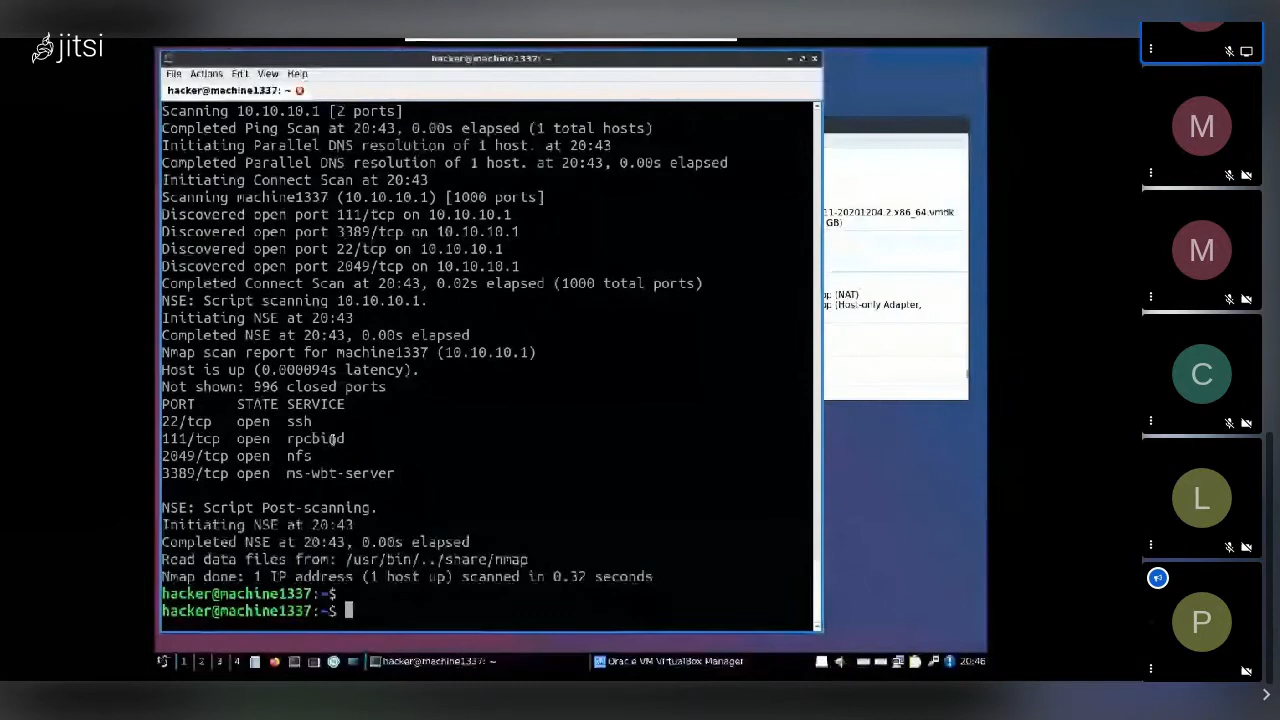 jitsi
hacker@machine1337: ~
File Actions Edit View Help
hacker@machine1337: ~
Scanning 10.10.10.1 [2 ports]
Completed Ping Scan at 20:43, 0.00s elapsed (1 total hosts)
Initiating Parallel DNS resolution of 1 host. at 20:43
Completed Parallel DNS resolution of 1 host. at 20:43, 0.00s elapsed
Initiating Connect Scan at 20:43
Scanning machine1337 (10.10.10.1) [1000 ports]
Discovered open port 111/tcp on 10.10.10.1
Discovered open port 3389/tcp on 10.10.10.1
Discovered open port 22/tcp on 10.10.10.1
Discovered open port 2049/tcp on 10.10.10.1
Completed Connect Scan at 20:43, 0.02s elapsed (1000 total ports)
NSE: Script scanning 10.10.10.1.
Initiating NSE at 20:43
Completed NSE at 20:43, 0.00s elapsed
Nmap scan report for machine1337 (10.10.10.1)
Host is up (0.000094s latency).
Not shown: 996 closed ports
PORT STATE SERVICE
22/tcp open ssh
111/tcp open rpcbind
2049/tcp open nfs
3389/tcp open ms-wbt-server
NSE: Script Post-scanning.
Initiating NSE at 20:43
Completed NSE at 20:43, 0.00s elapsed
Read data files from: /usr/bin/../share/nmap
Nmap done: 1 IP address (1 host up) scanned in 0.32 seconds
hacker@machine1337:~$
hacker@machine1337:~$
11-20201204.2.x86_64.vmdk
GB)
op (NAT)
op (Host-only Adapter,
1 2 3 4 hacker@machine1337: ~ Oracle VM VirtualBox Manager 20:46
M
M
C
L
P